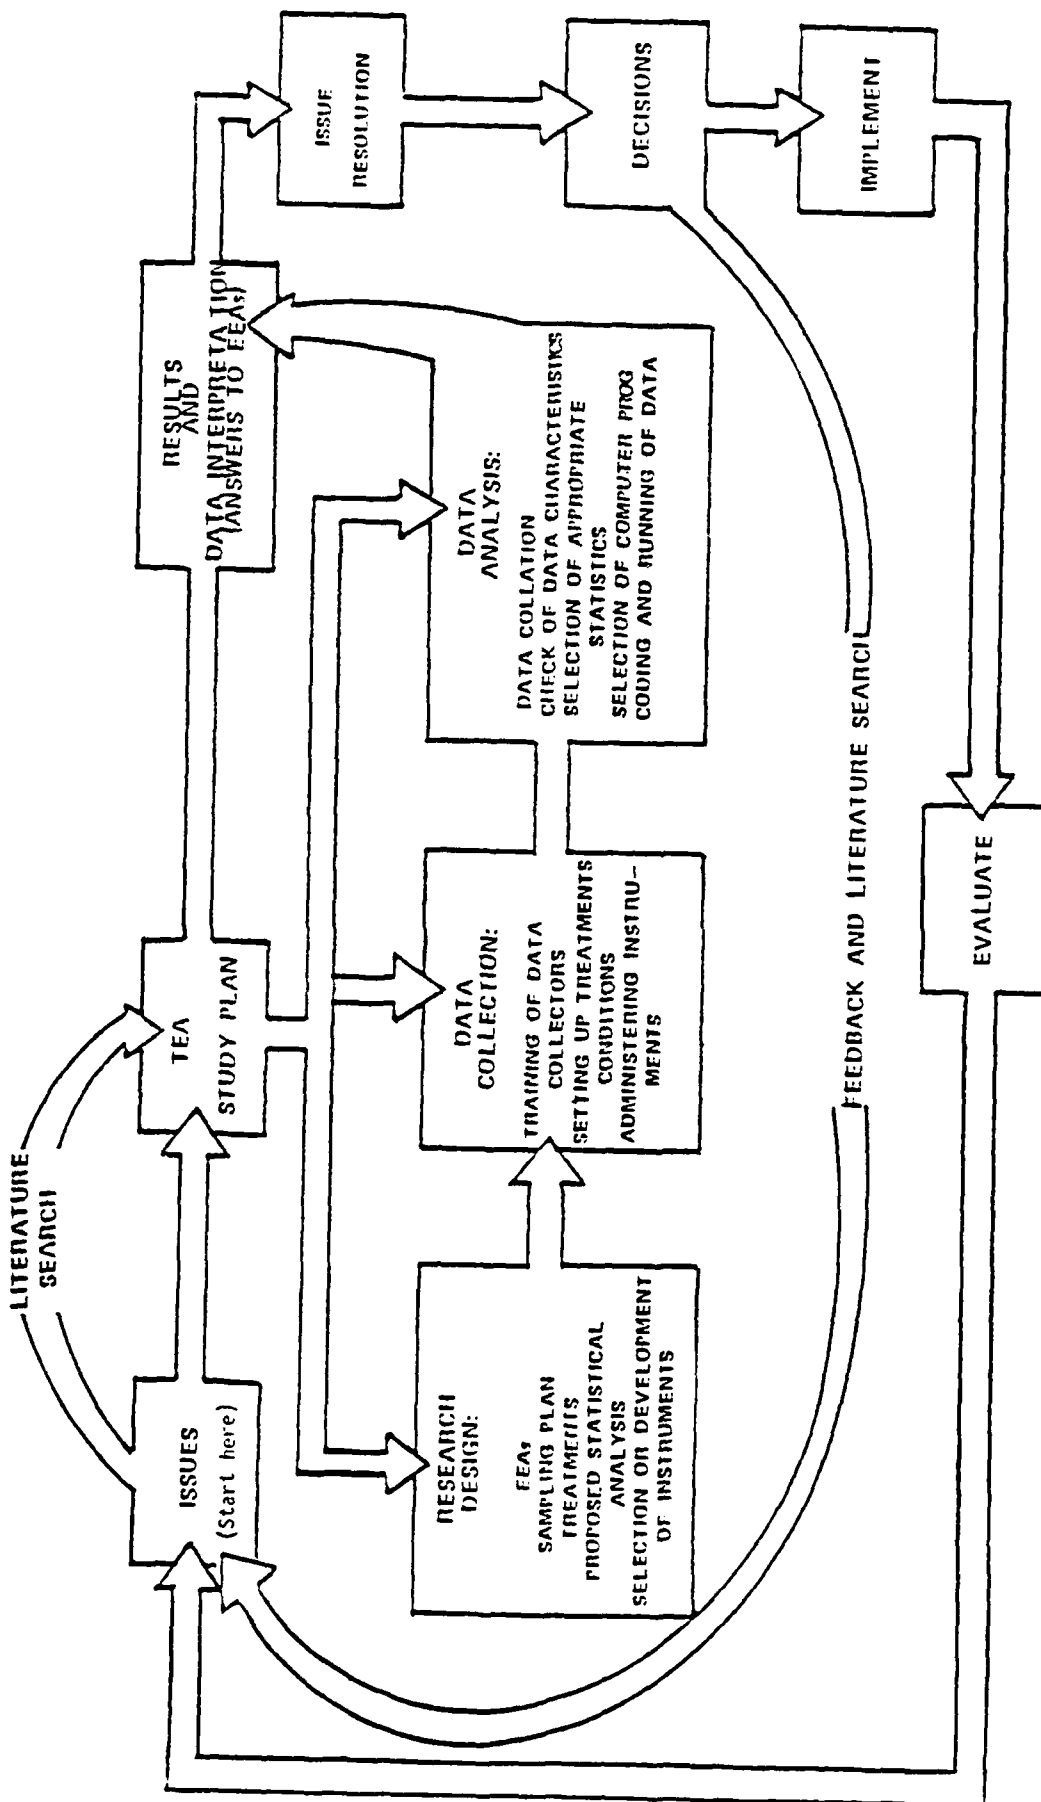 LITERATURE
SEARCH
ISSUES
(Start here)
TEA
STUDY PLAN
RESULTS
AND
DATA INTERPRETATION
(ANSWERS TO EEAs)
ISSUE
RESOLUTION
DECISIONS
IMPLEMENT
RESEARCH
DESIGN:
EEAs
SAMPLING PLAN
TREATMENTS
PROPOSED STATISTICAL
ANALYSIS
SELECTION OR DEVELOPMENT
OF INSTRUMENTS
DATA
COLLECTION:
TRAINING OF DATA
COLLECTORS
SETTING UP TREATMENTS
CONDITIONS
ADMINISTERING INSTRU-
MENTS
DATA
ANALYSIS:
DATA COLLATION
CHECK OF DATA CHARACTERISTICS
SELECTION OF APPROPRIATE
STATISTICS
SELECTION OF COMPUTER PROG
CODING AND RUNNING OF DATA
FEEDBACK AND LITERATURE SEARCH
EVALUATE